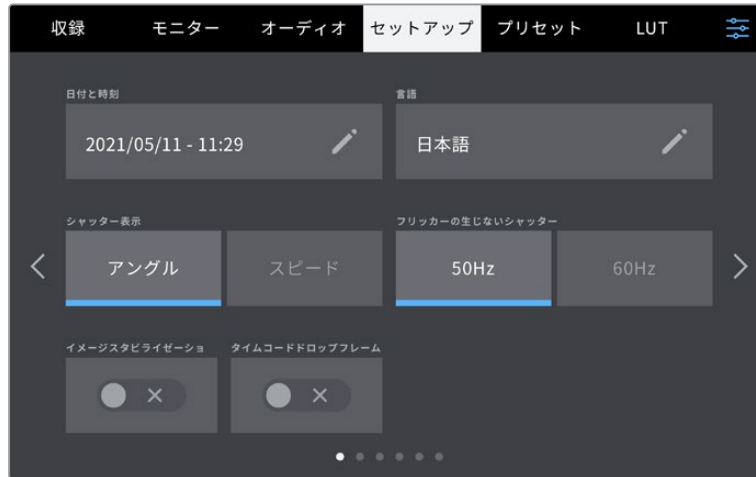 収録 モニター オーディオ セットアップ プリセット LUT
日付と時刻 言語
2021/05/11 - 11:29 日本語
シャッター表示 フリッカーの生じないシャッター
アングル スピード 50Hz 60Hz
イメージスタビライゼーショ タイムコードドロップフレーム